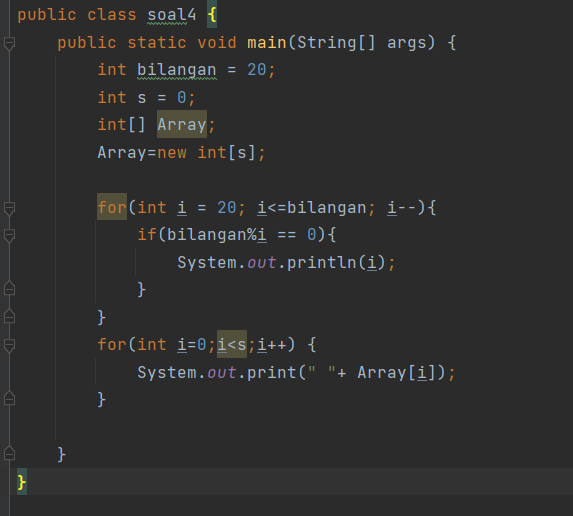 public class soal4 {
    public static void main(String[] args) {
        int bilangan = 20;
        int s = 0;
        int[] Array;
        Array=new int[s];
        for(int i = 20; i<=bilangan; i--){
            if(bilangan%i == 0){
                System.out.println(i);
            }
        }
        for(int i=0;i<s;i++) {
            System.out.print(" "+ Array[i]);
        }
    }
}